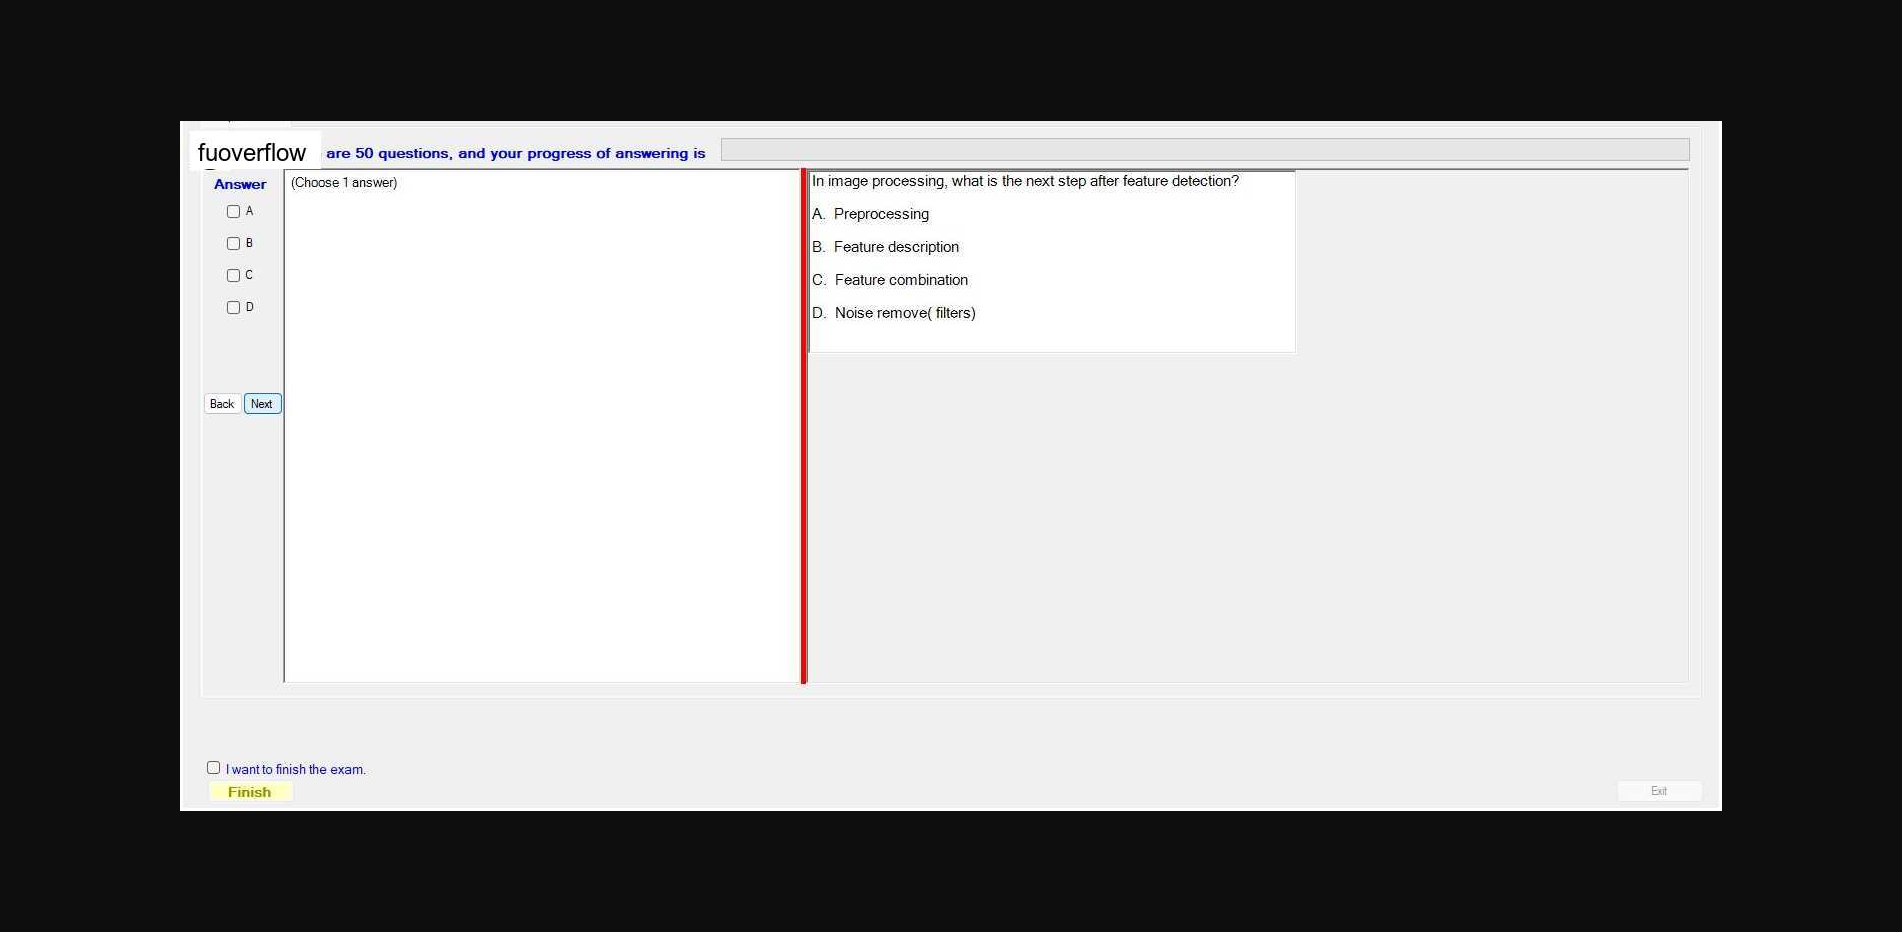 fuoverflow are 50 questions, and your progress of answering is
Answer
A
B
C
D
Back Next
(Choose 1 answer)
In image processing, what is the next step after feature detection?
A. Preprocessing
B. Feature description
C. Feature combination
D. Noise remove( filters)
I want to finish the exam.
Finish
Exit